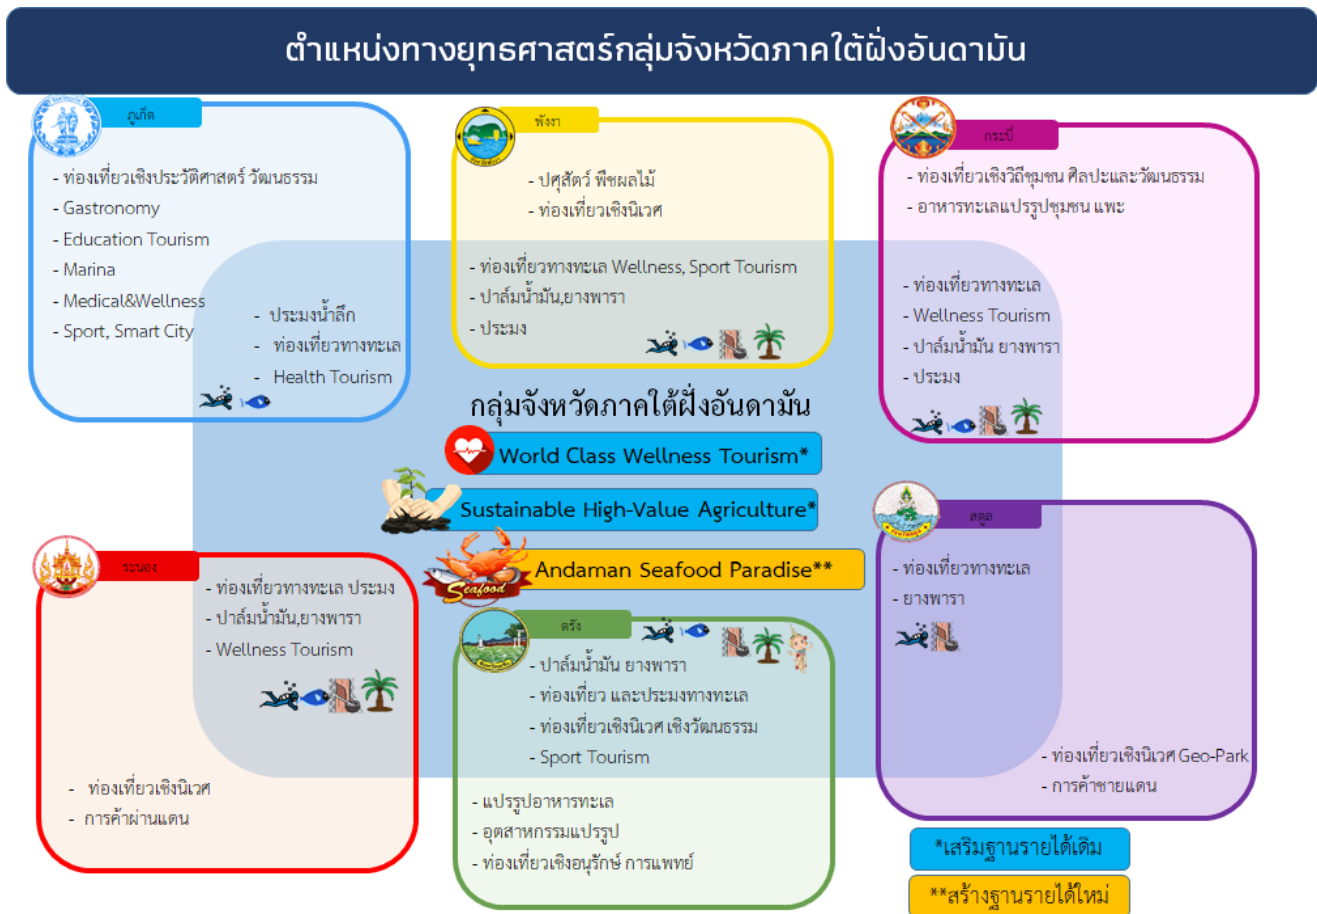 ตำแหน่งทางยุทธศาสตร์กลุ่มจังหวัดภาคใต้ฝั่งอันดามัน
ภูเก็ต
- ท่องเที่ยวเชิงประวัติศาสตร์ วัฒนธรรม
- Gastronomy
- Education Tourism
- Marina
- Medical&Wellness
- Sport, Smart City
- ประมงน้ำลึก
- ท่องเที่ยวทางทะเล
- Health Tourism
พังงา
- ปศุสัตว์ พืชผลไม้
- ท่องเที่ยวเชิงนิเวศ
- ท่องเที่ยวทางทะเล Wellness, Sport Tourism
- ปาล์มน้ำมัน,ยางพารา
- ประมง
กระบี่
- ท่องเที่ยวเชิงวิถีชุมชน ศิลปะและวัฒนธรรม
- อาหารทะเลแปรรูปชุมชน แพะ
- ท่องเที่ยวทางทะเล
- Wellness Tourism
- ปาล์มน้ำมัน ยางพารา
- ประมง
กลุ่มจังหวัดภาคใต้ฝั่งอันดามัน
World Class Wellness Tourism*
Sustainable High-Value Agriculture*
Seafood
Andaman Seafood Paradise**
ระนอง
- ท่องเที่ยวทางทะเล ประมง
- ปาล์มน้ำมัน,ยางพารา
- Wellness Tourism
- ท่องเที่ยวเชิงนิเวศ
- การค้าผ่านแดน
ตรัง
- ปาล์มน้ำมัน ยางพารา
- ท่องเที่ยว และประมงทางทะเล
- ท่องเที่ยวเชิงนิเวศ เชิงวัฒนธรรม
- Sport Tourism
- แปรรูปอาหารทะเล
- อุตสาหกรรมแปรรูป
- ท่องเที่ยวเชิงอนุรักษ์ การแพทย์
สตูล
- ท่องเที่ยวทางทะเล
- ยางพารา
- ท่องเที่ยวเชิงนิเวศ Geo-Park
- การค้าชายแดน
*เสริมฐานรายได้เดิม
**สร้างฐานรายได้ใหม่